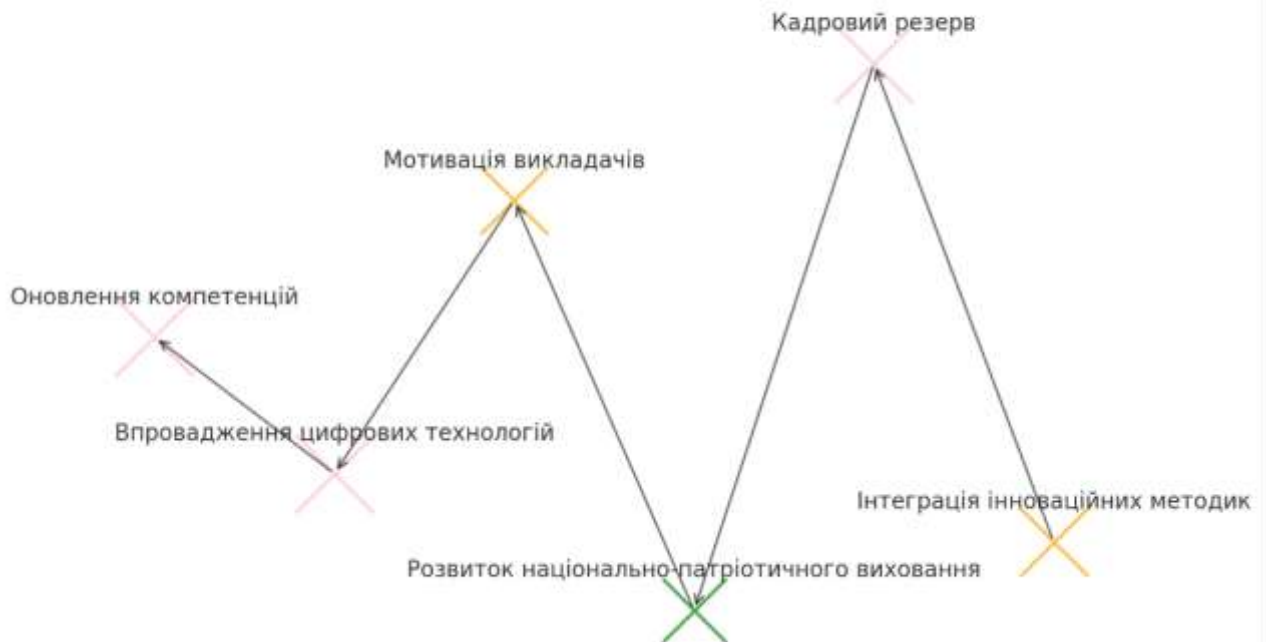 Кадровий резерв
Мотивація викладачів
Оновлення компетенцій
Впровадження цифрових технологій
Інтеграція інноваційних методик
Розвиток національно-патріотичного виховання